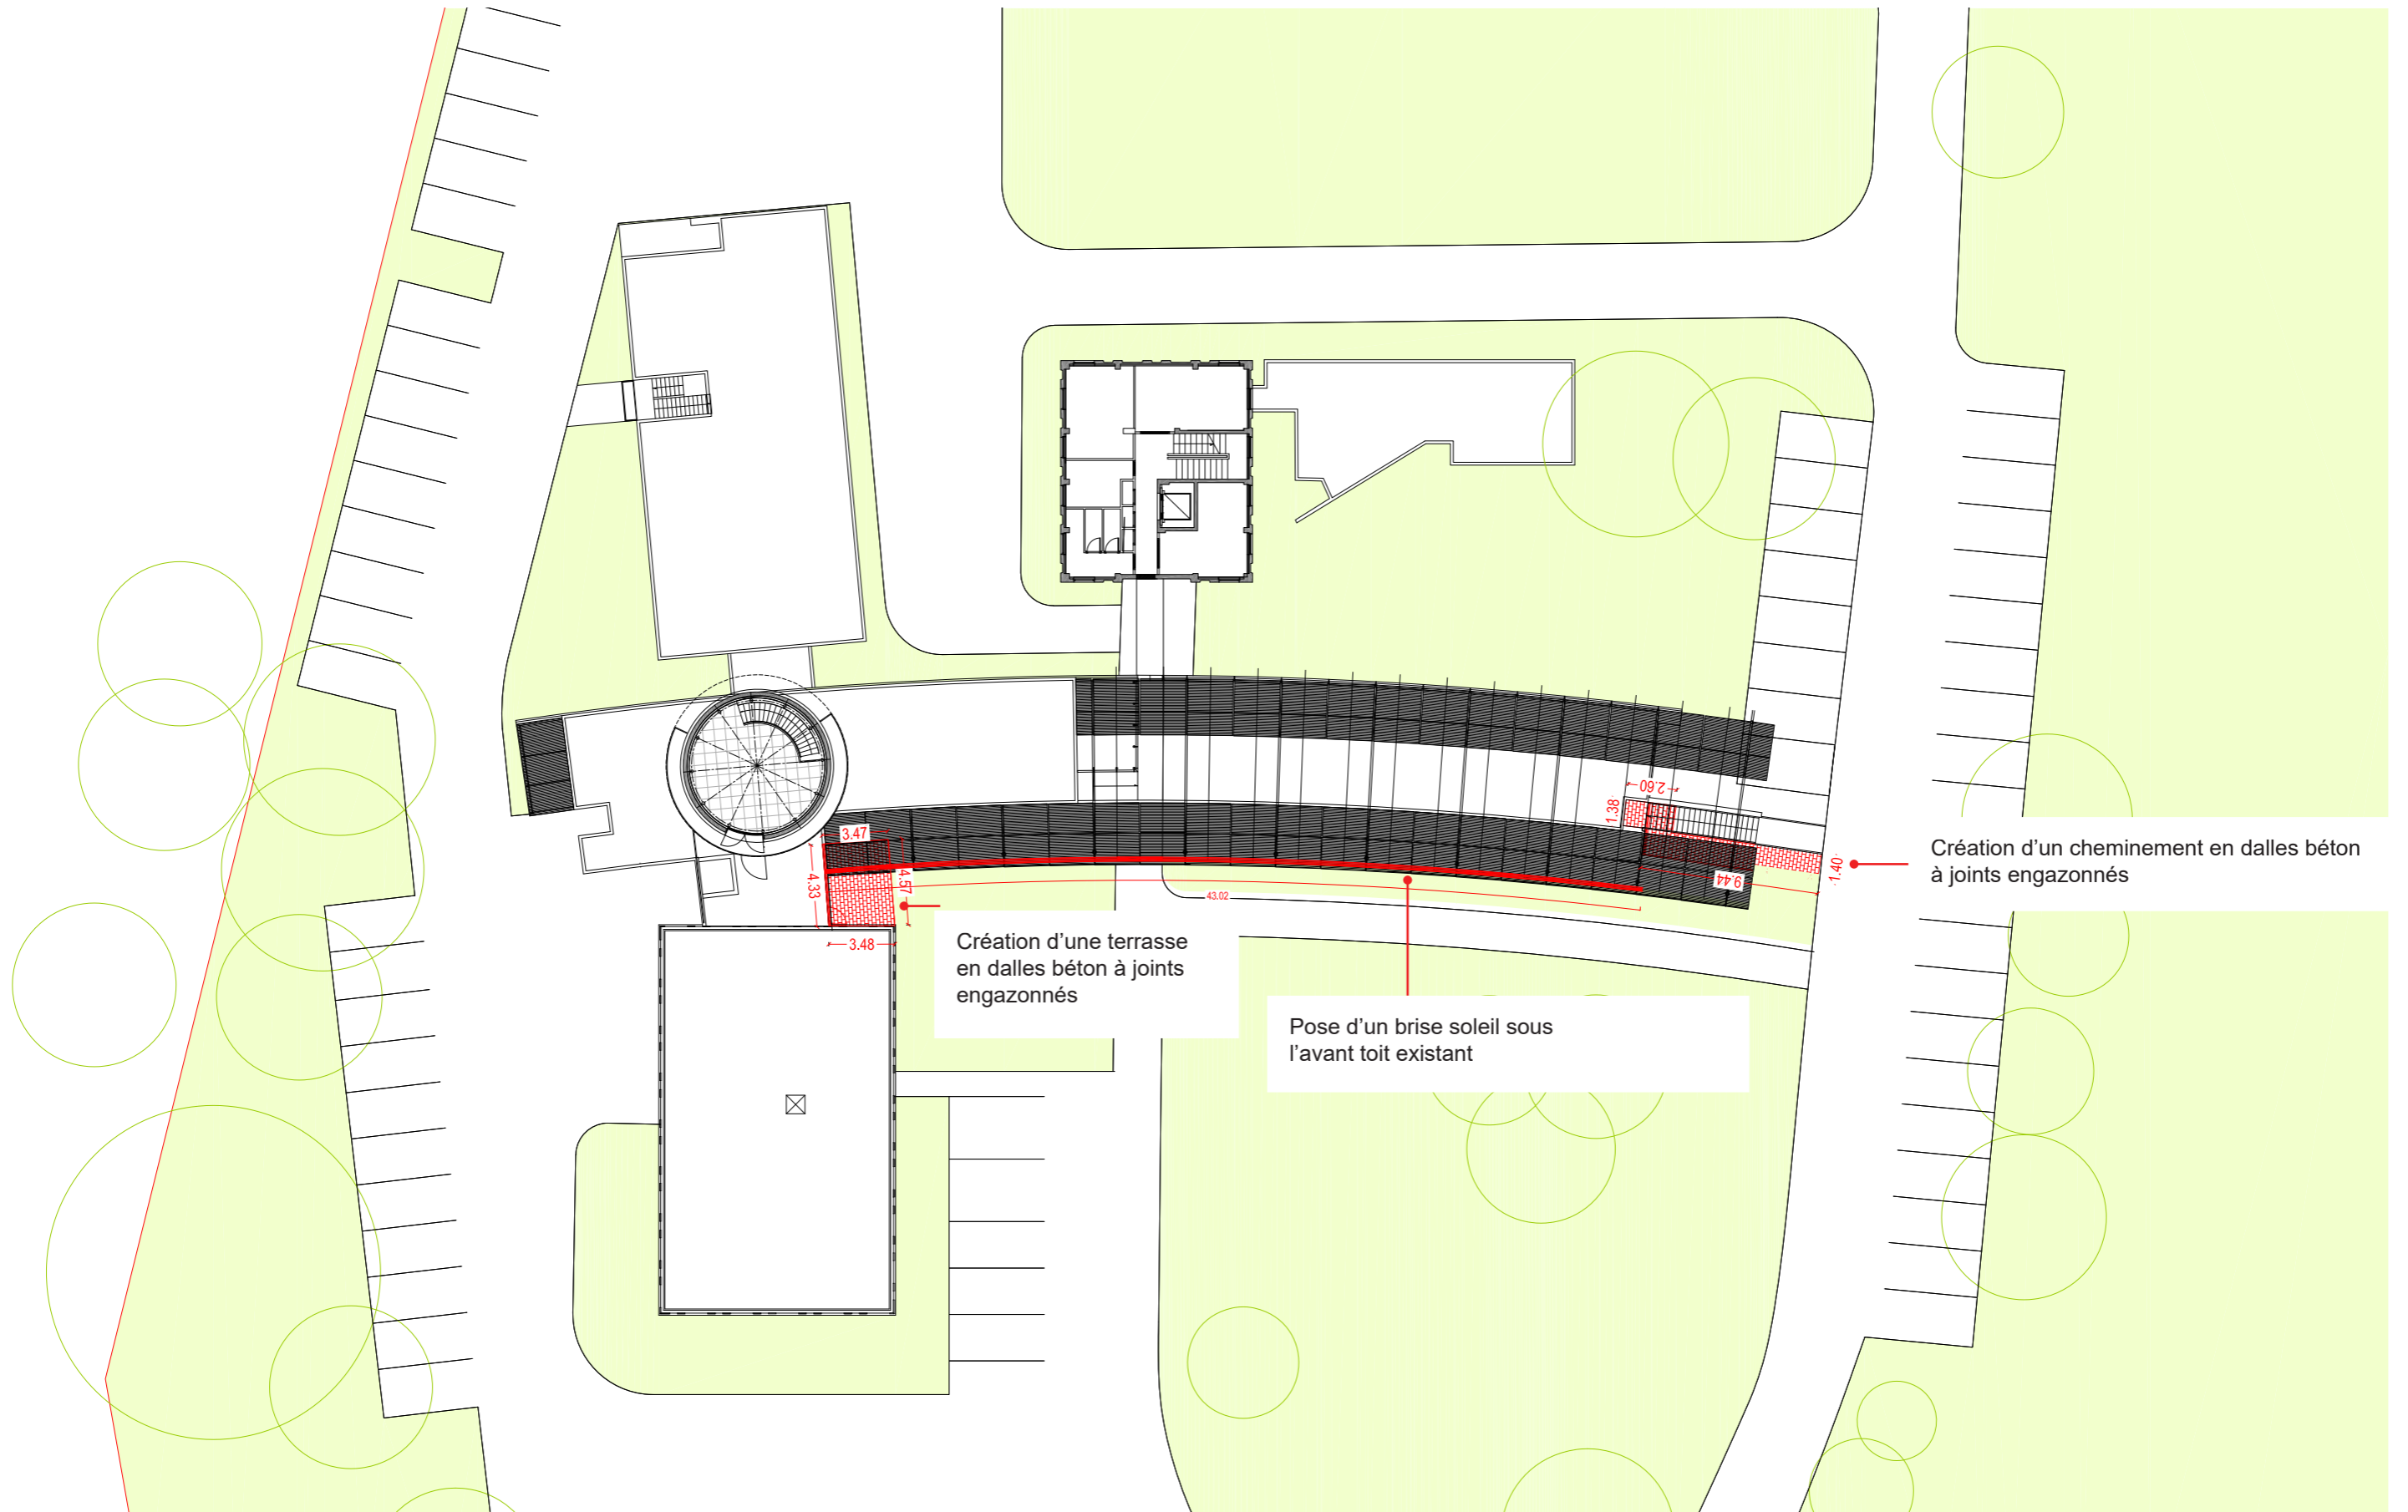 2.60
1.38
3.47
4.33
4.57
3.48
43.02
9.44
1.40
Création d’un cheminement en dalles béton
à joints engazonnés
Création d’une terrasse
en dalles béton à joints
engazonnés
Pose d’un brise soleil sous
l’avant toit existant